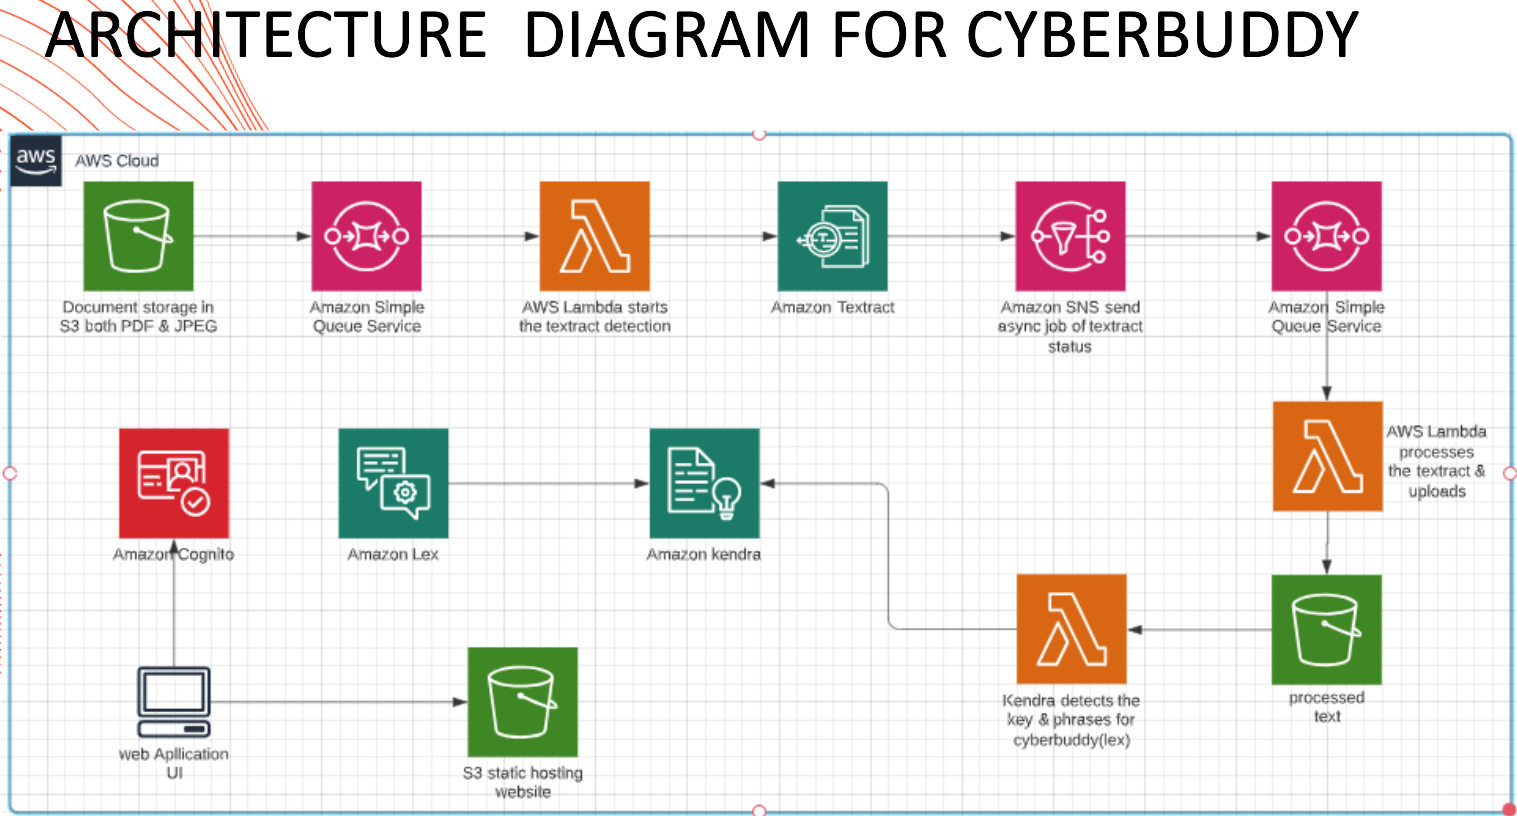 ARCHITECTURE DIAGRAM FOR CYBERBUDDY
aws
AWS Cloud
Document storage in
S3 both PDF & JPEG
Amazon Simple
Queue Service
AWS Lambda starts
the textract detection
Amazon Textract
Amazon SNS send
async job of textract
status
Amazon Simple
Queue Service
AWS Lambda
processes
the textract &
uploads
Amazon Cognito
Amazon Lex
Amazon kendra
Kendra detects the
key & phrases for
cyberbuddy(lex)
processed
text
web Apllication
UI
S3 static hosting
website